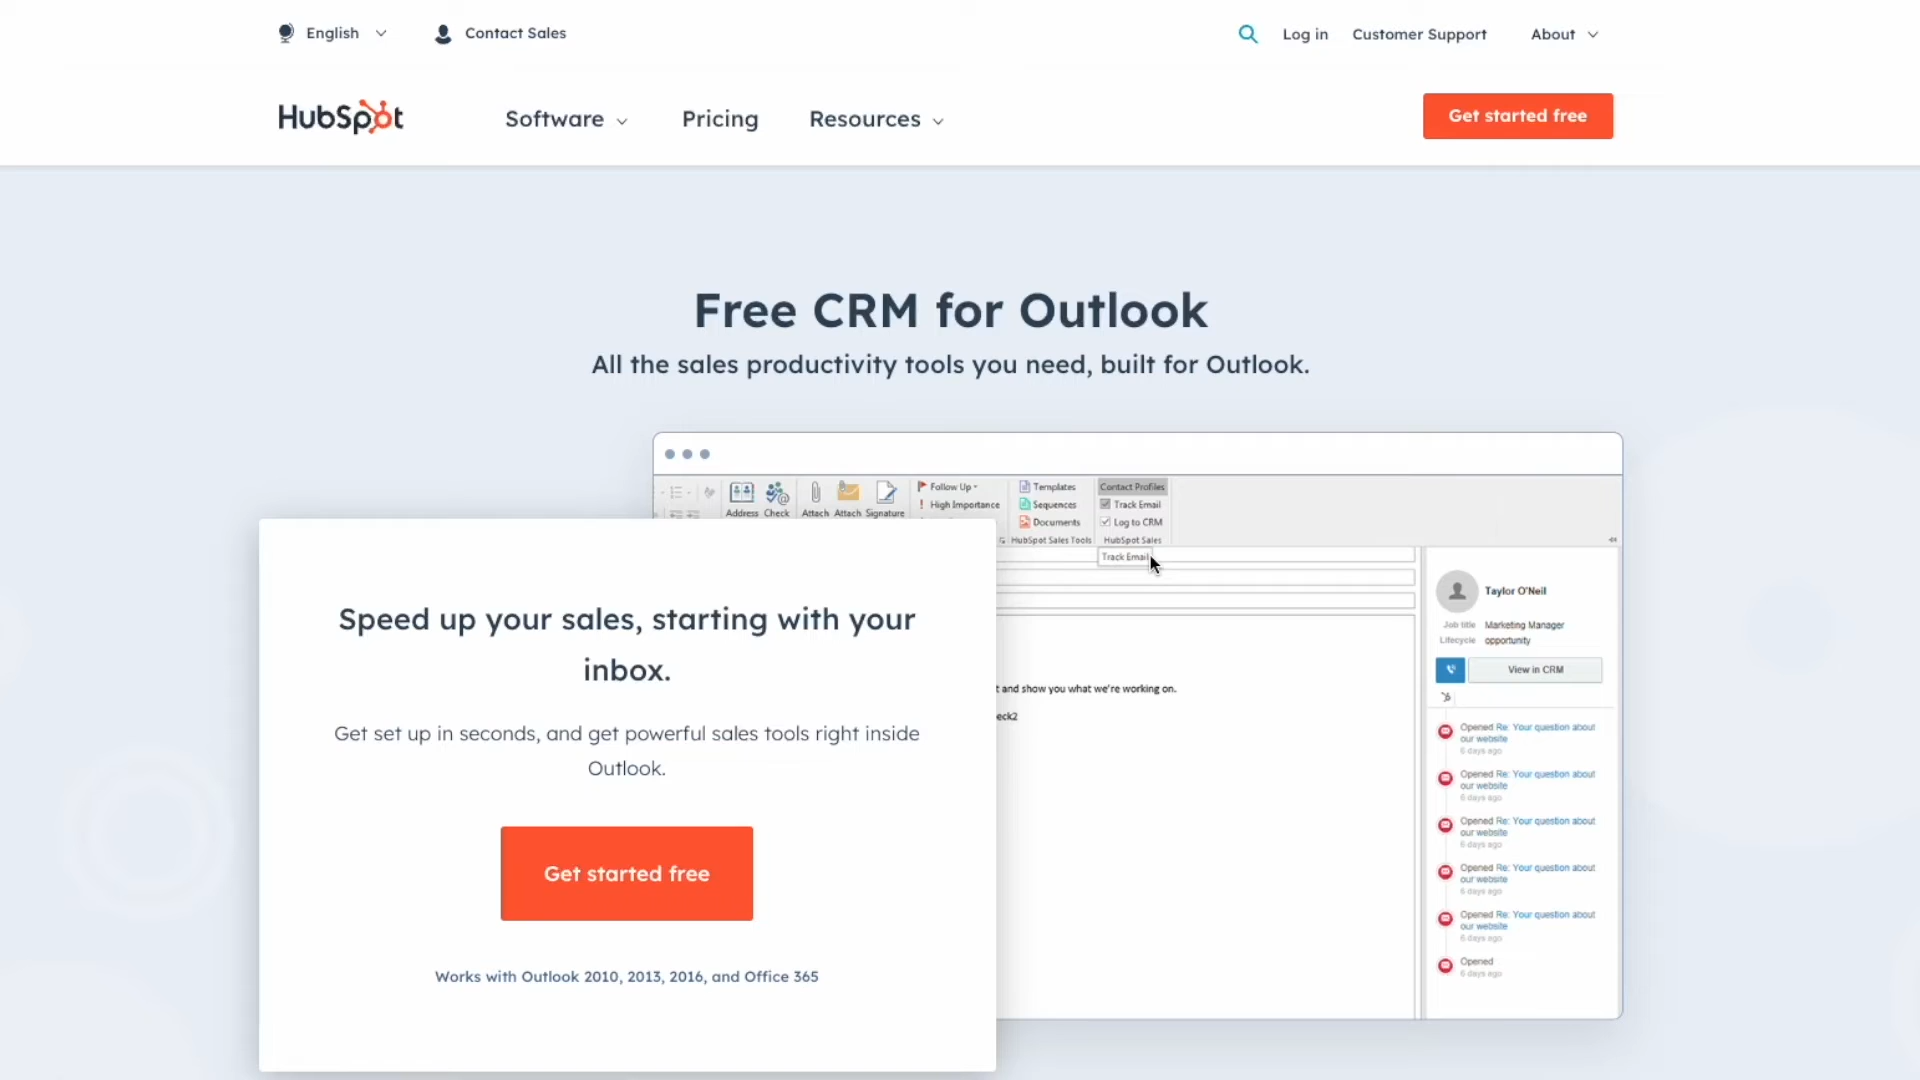 English
Contact Sales
Log in
Customer Support
About
HubSpot
Software
Pricing
Resources
Get started free
Free CRM for Outlook
All the sales productivity tools you need, built for Outlook.
Address
Check
Attach
Attach
Signature
Follow Up
High Importance
Templates
Sequences
Documents
HubSpot Sales Tools
Contact Profiles
Track Email
Log to CRM
HubSpot Sales
Track Email
Speed up your sales, starting with your
inbox.
Get set up in seconds, and get powerful sales tools right inside
Outlook.
Get started free
Works with Outlook 2010, 2013, 2016, and Office 365
t and show you what we're working on.
eck2
Taylor O'Neil
Job title Marketing Manager
Lifecycle opportunity
View in CRM
Opened Re: Your question about
our website
6 days ago
Opened Re: Your question about
our website
6 days ago
Opened Re: Your question about
our website
6 days ago
Opened Re: Your question about
our website
6 days ago
Opened Re: Your question about
our website
6 days ago
Opened
6 days ago